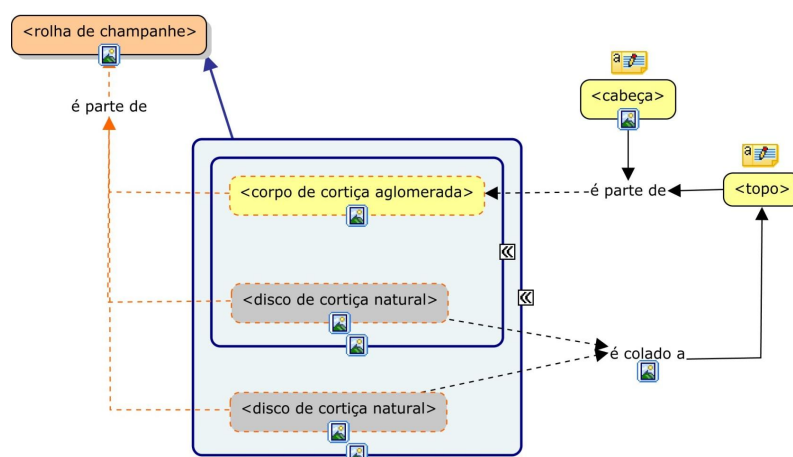 <rolha de champanhe>
é parte de
<cabeça>
<corpo de cortiça aglomerada>
é parte de
<topo>
<disco de cortiça natural>
é colado a
<disco de cortiça natural>
a
a